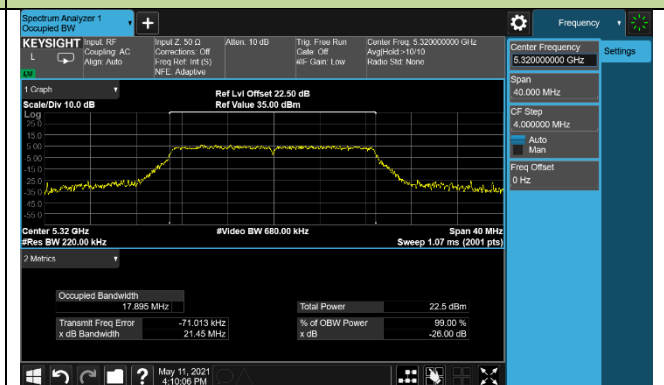 Spectrum Analyzer 1
Occupied BW
+
Frequency
KEYSIGHT
L
LNI
Input: RF
Coupling: AC
Align: Auto
Input Z: 50 Ω
Corrections: Off
Freq Ref: Int (S)
NFE: Adaptive
Atten: 10 dB
Trig: Free Run
Gate: Off
#IF Gain: Low
Center Freq: 5.320000000 GHz
Avg|Hold:>10/10
Radio Std: None
Center Frequency
5.320000000 GHz
Settings
Span
40.000 MHz
CF Step
4.000000 MHz
Auto
Man
Freq Offset
0 Hz
1 Graph
Scale/Div 10.0 dB
Ref Lvl Offset 22.50 dB
Ref Value 35.00 dBm
Log
25.0
15.0
5.00
-5.00
-15.0
-25.0
-35.0
-45.0
-55.0
Center 5.32 GHz
#Res BW 220.00 kHz
#Video BW 680.00 kHz
Span 40 MHz
Sweep 1.07 ms (2001 pts)
2 Metrics
Occupied Bandwidth
17.895 MHz
Total Power 22.5 dBm
Transmit Freq Error -71.013 kHz
% of OBW Power 99.00 %
x dB Bandwidth 21.45 MHz
x dB -26.00 dB
?
May 11, 2021
4:10:06 PM